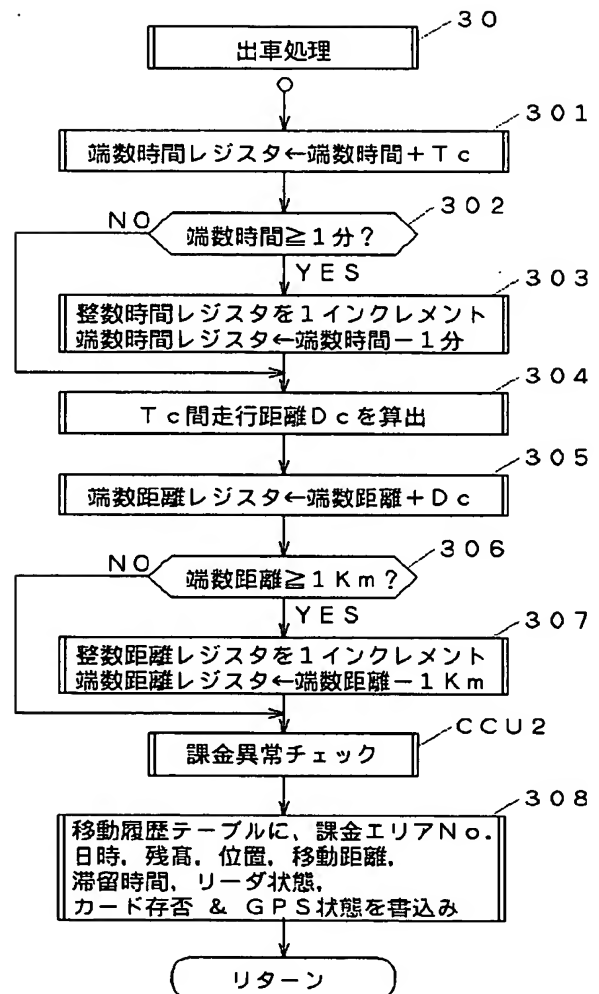 30
出車処理
301
端数時間レジスタ←端数時間＋Tc
302
NO
端数時間≧1分？
YES
303
整数時間レジスタを1インクレメント
端数時間レジスタ←端数時間－1分
304
Tc間走行距離Dcを算出
305
端数距離レジスタ←端数距離＋Dc
306
NO
端数距離≧1Km？
YES
307
整数距離レジスタを1インクレメント
端数距離レジスタ←端数距離－1Km
CCU2
課金異常チェック
308
移動履歴テーブルに、課金エリアNo.
日時，残高，位置，移動距離，
滞留時間，リーダ状態，
カード存否 ＆ GPS状態を書込み
リターン